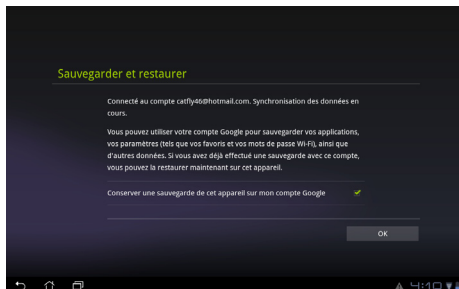 Sauvegarder et restaurer
Connecté au compte catfly46@hotmail.com. Synchronisation des données en
cours.
Vous pouvez utiliser votre compte Google pour sauvegarder vos applications,
vos paramètres (tels que vos favoris et vos mots de passe Wi-Fi), ainsi que
d'autres données. Si vous avez déjà effectué une sauvegarde avec ce compte,
vous pouvez la restaurer maintenant sur cet appareil.
Conserver une sauvegarde de cet appareil sur mon compte Google
OK
4:10